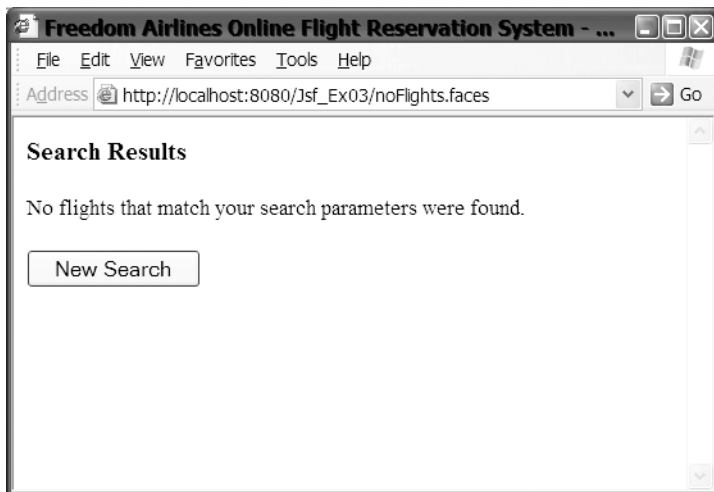 Freedom Airlines Online Flight Reservation System - ...
File Edit View Favorites Tools Help
Address http://localhost:8080/Jsf_Ex03/noFlights.faces Go
Search Results
No flights that match your search parameters were found.
New Search